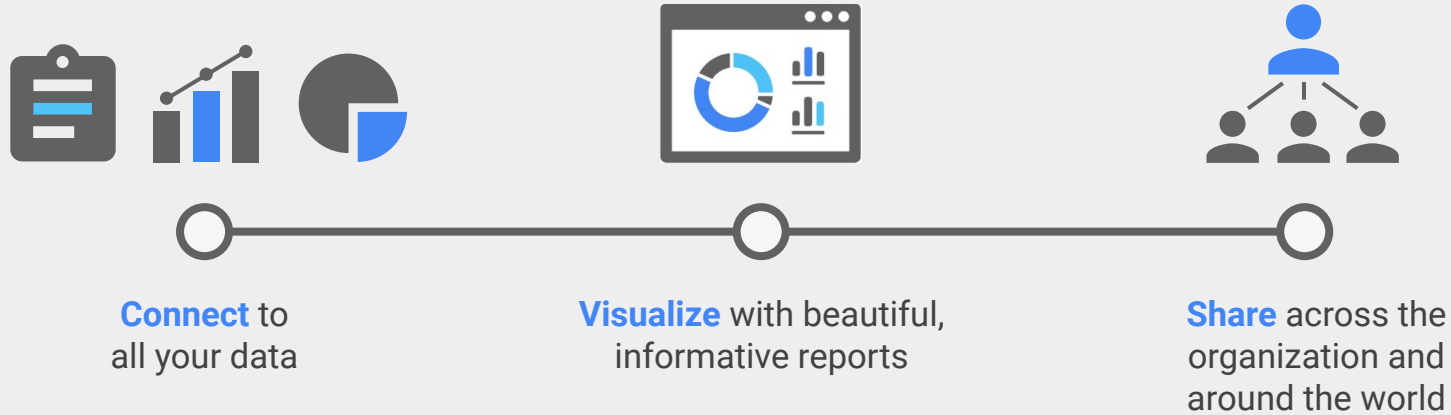 Connect to
all your data
Visualize with beautiful,
informative reports
Share across the
organization and
around the world